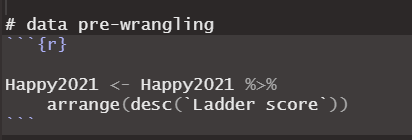 # data pre-wrangling
```{r}
Happy2021 <- Happy2021 %>%
    arrange(desc(`Ladder score`))
```